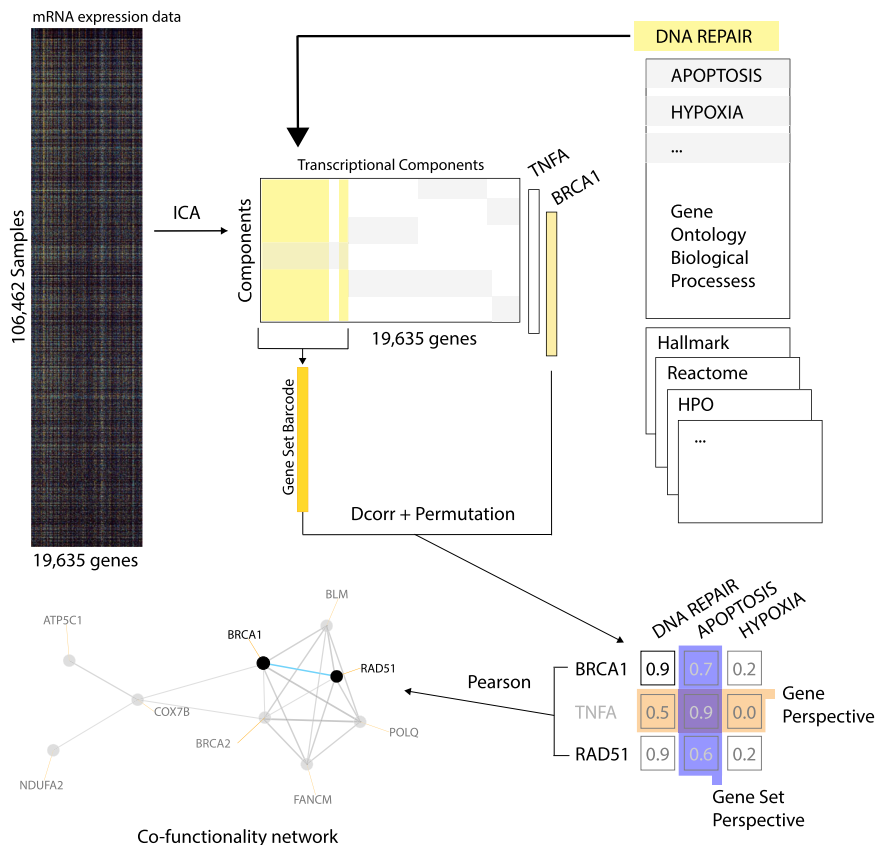 mRNA expression data
106,462 Samples
19,635 genes
ICA
Transcriptional Components
Components
19,635 genes
TNFA
BRCA1
DNA REPAIR
APOPTOSIS
HYPOXIA
...
Gene
Ontology
Biological
Processess
Hallmark
Reactome
HPO
...
Gene Set Barcode
Dcorr + Permutation
DNA REPAIR
APOPTOSIS
HYPOXIA
BRCA1
0.9
0.7
0.2
TNFA
0.5
0.9
0.0
RAD51
0.9
0.6
0.2
Gene
Perspective
Gene Set
Perspective
Pearson
BLM
ATP5C1
BRCA1
RAD51
COX7B
BRCA2
POLQ
NDUFA2
FANCM
Co-functionality network